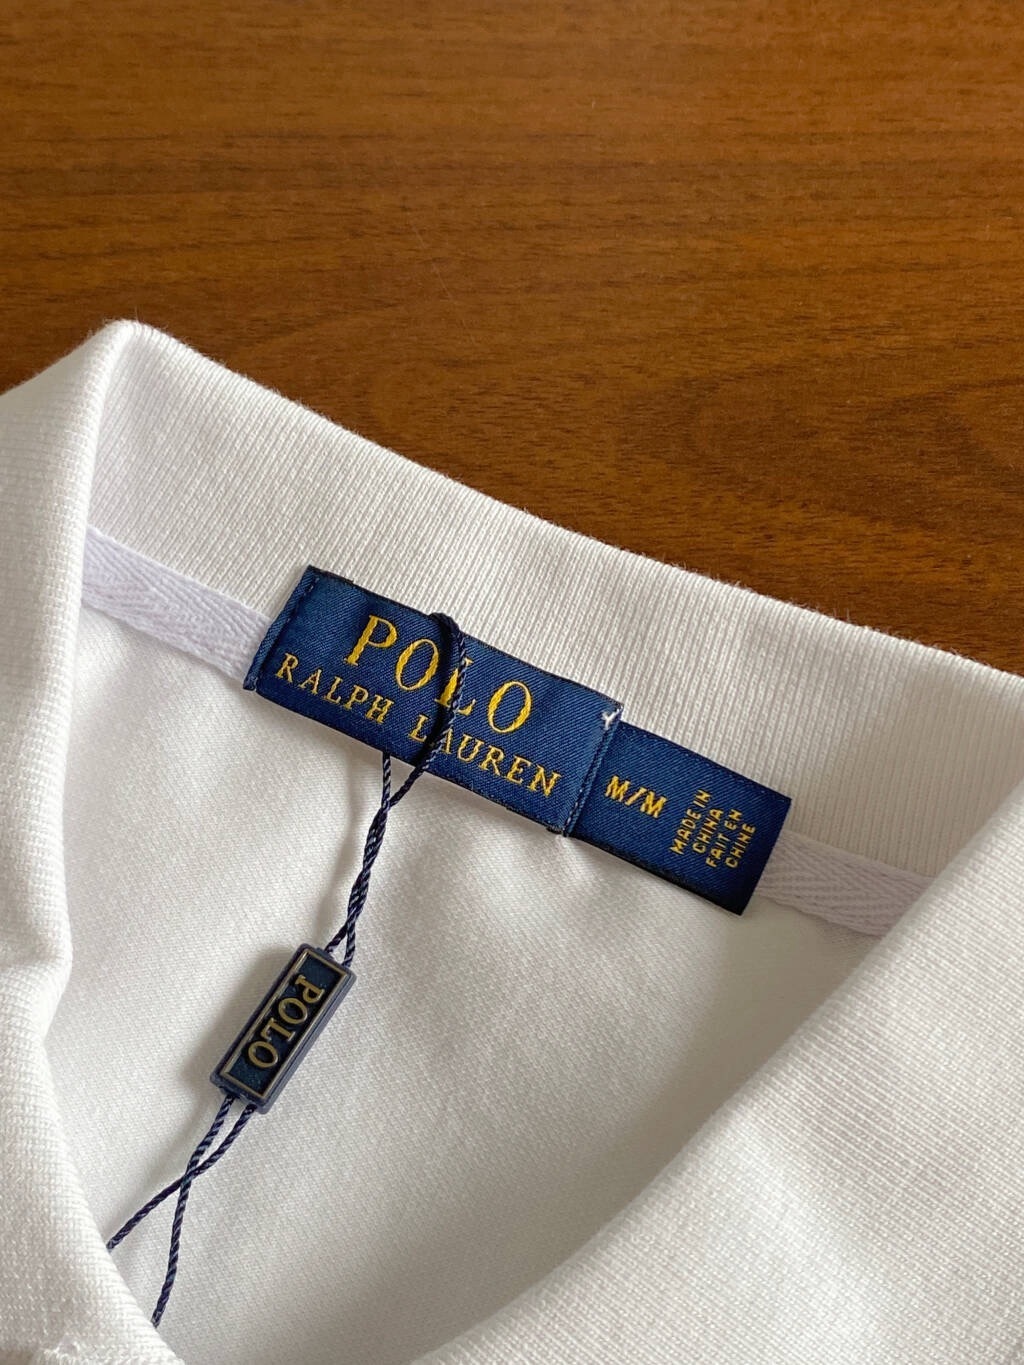 POLO
RALPH LAUREN
M/M
MADE IN
CHINA
FAIT EN
CHINE
POLO